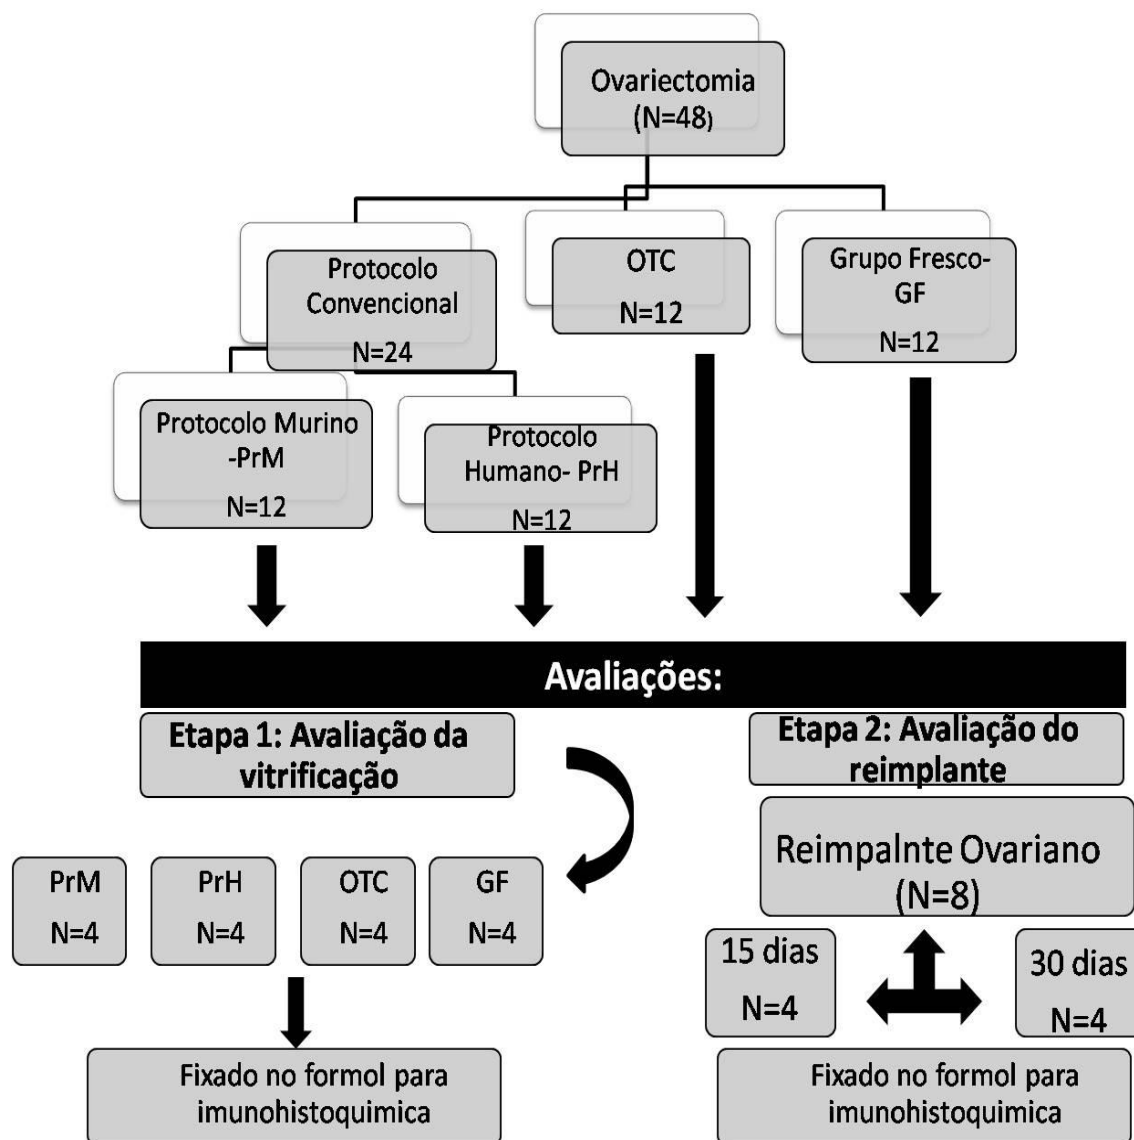 Ovariectomia
(N=48)
Protocolo
Convencional
N=24
OTC
N=12
Grupo Fresco-
GF
N=12
Protocolo Murino
-PrM
N=12
Protocolo
Humano- PrH
N=12
Avaliações:
Etapa 1: Avaliação da
vitrificação
Etapa 2: Avaliação do
reimplante
Reimpalnte Ovariano
(N=8)
PrM
N=4
PrH
N=4
OTC
N=4
GF
N=4
15 dias
N=4
30 dias
N=4
Fixado no formol para
imunohistoquimica
Fixado no formol para
imunohistoquimica